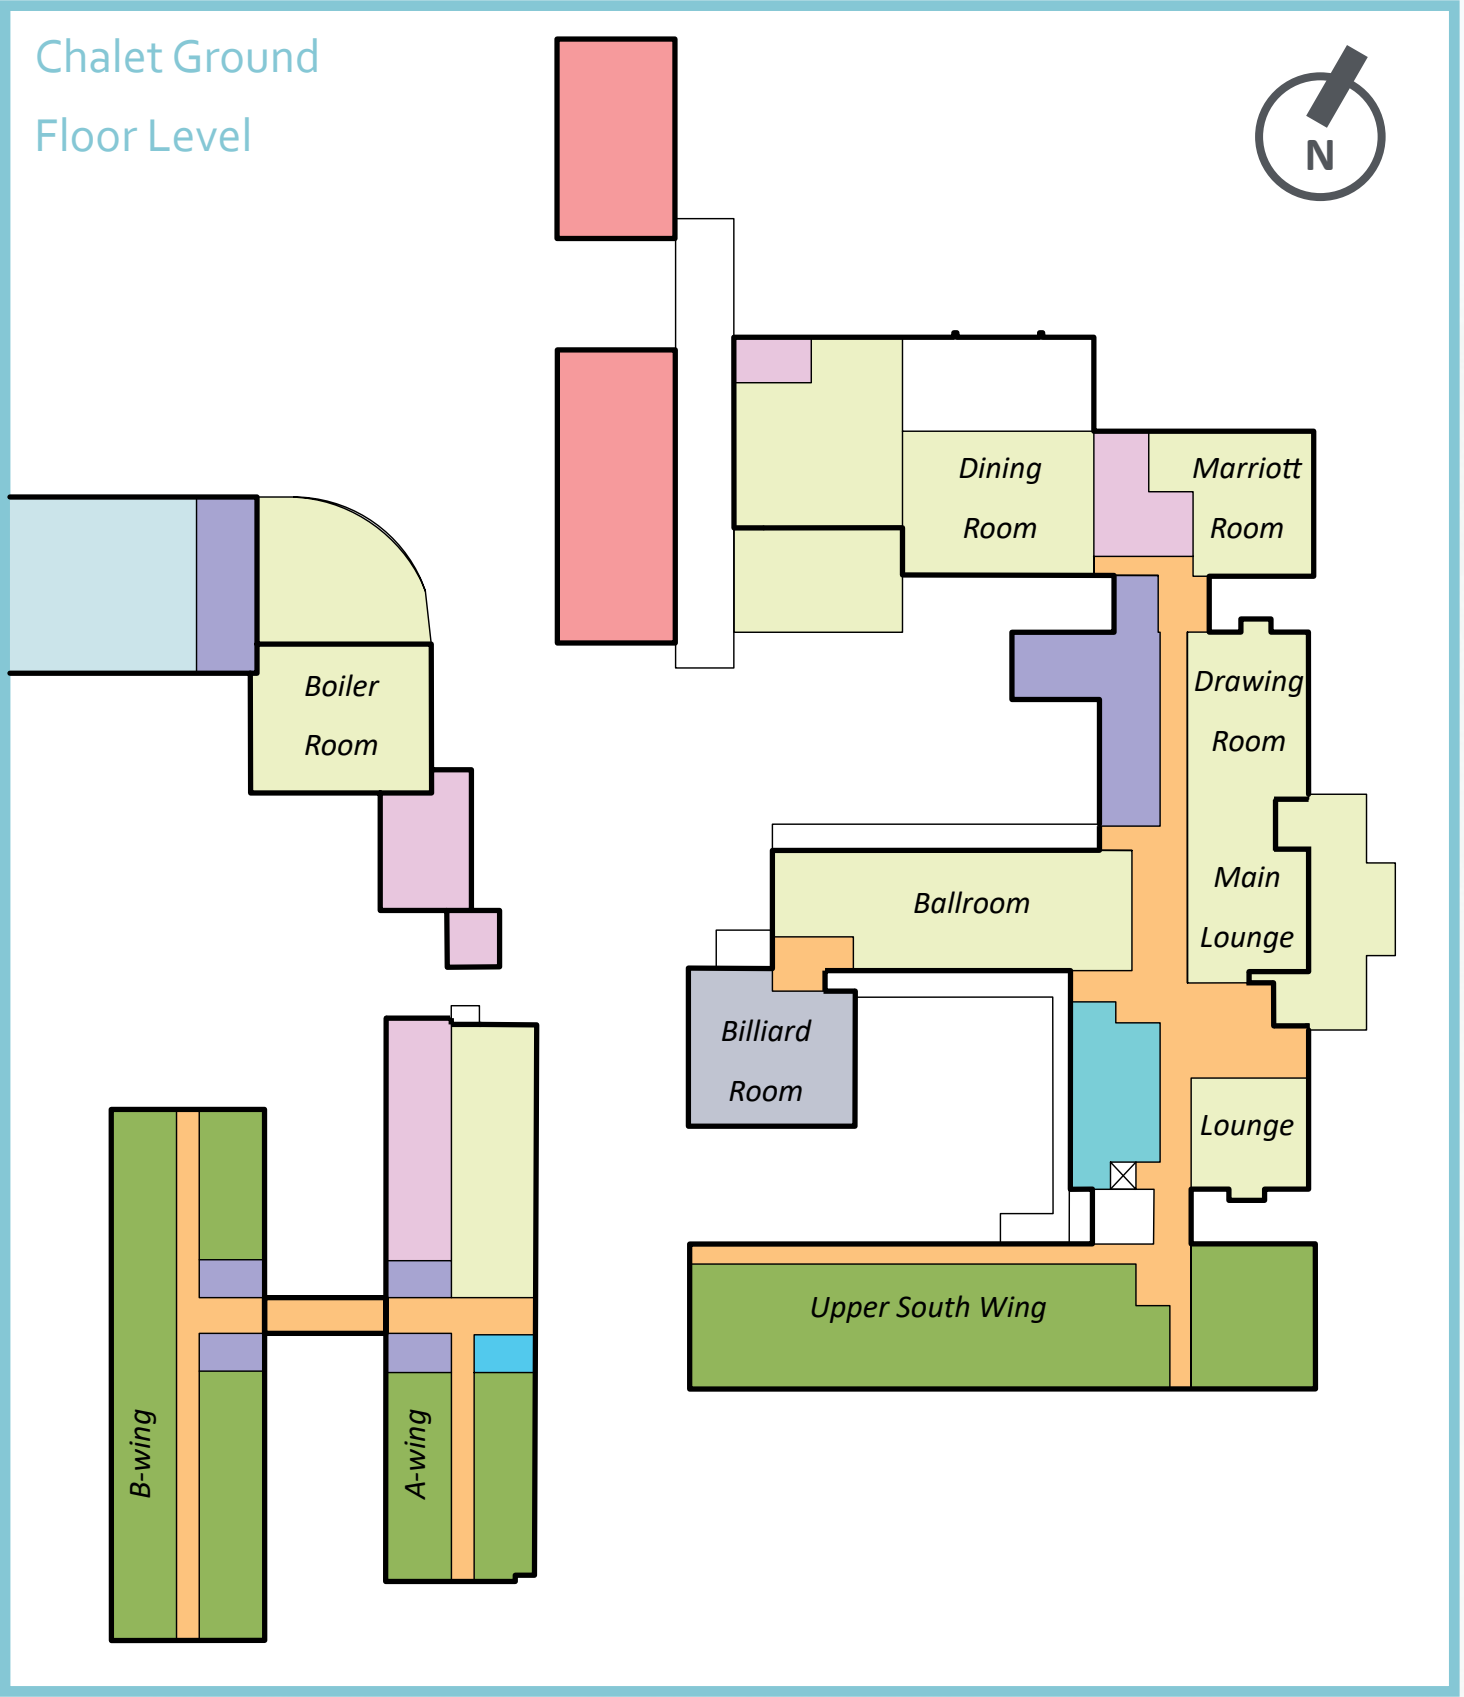 Chalet Ground
Floor Level
N
Dining
Room
Marriott
Room
Boiler
Room
Drawing
Room
Main
Lounge
Ballroom
Billiard
Room
Lounge
Upper South Wing
B-wing
A-wing